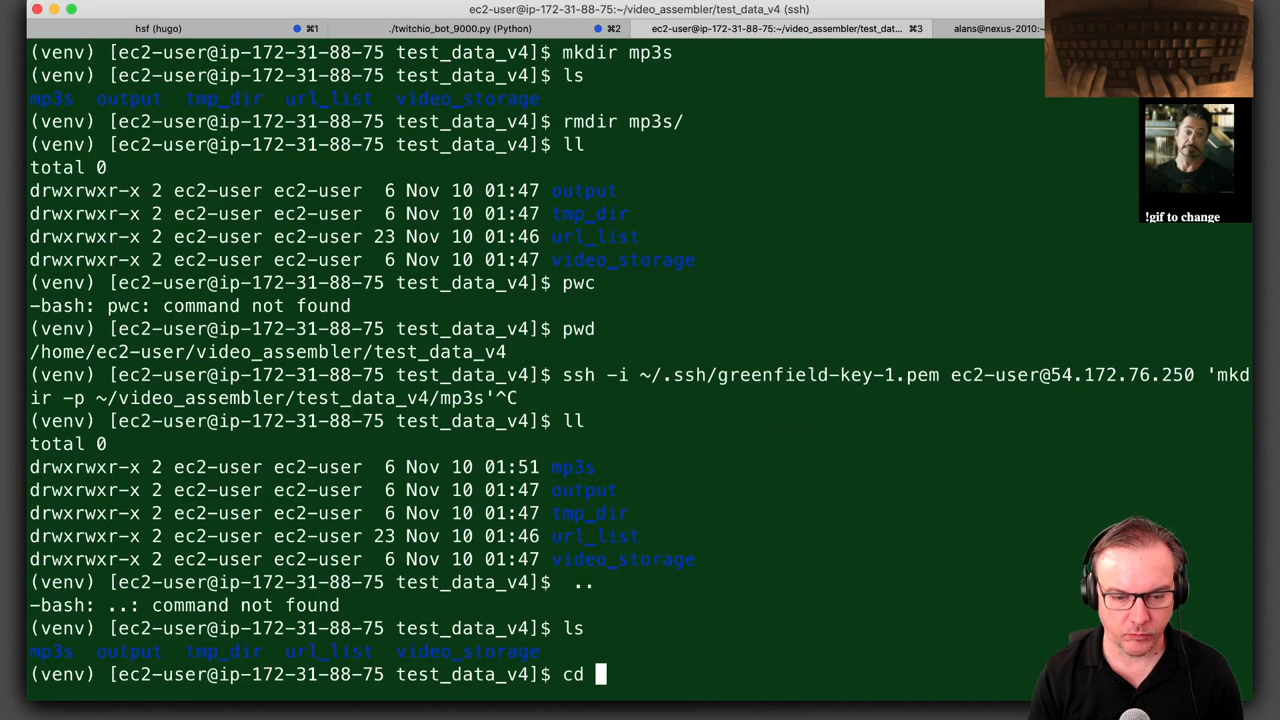 ec2-user@ip-172-31-88-75:~/video_assembler/test_data_v4 (ssh)
hsf (hugo) ⌘1 ./twitchio_bot_9000.py (Python) ⌘2 ec2-user@ip-172-31-88-75:~/video_assembler/test_dat... ⌘3 alans@nexus-2010:~
(venv) [ec2-user@ip-172-31-88-75 test_data_v4]$ mkdir mp3s
(venv) [ec2-user@ip-172-31-88-75 test_data_v4]$ ls
mp3s output tmp_dir url_list video_storage
(venv) [ec2-user@ip-172-31-88-75 test_data_v4]$ rmdir mp3s/
(venv) [ec2-user@ip-172-31-88-75 test_data_v4]$ ll
total 0
drwxrwxr-x 2 ec2-user ec2-user  6 Nov 10 01:47 output
drwxrwxr-x 2 ec2-user ec2-user  6 Nov 10 01:47 tmp_dir
drwxrwxr-x 2 ec2-user ec2-user 23 Nov 10 01:46 url_list
drwxrwxr-x 2 ec2-user ec2-user  6 Nov 10 01:47 video_storage
(venv) [ec2-user@ip-172-31-88-75 test_data_v4]$ pwc
-bash: pwc: command not found
(venv) [ec2-user@ip-172-31-88-75 test_data_v4]$ pwd
/home/ec2-user/video_assembler/test_data_v4
(venv) [ec2-user@ip-172-31-88-75 test_data_v4]$ ssh -i ~/.ssh/greenfield-key-1.pem ec2-user@54.172.76.250 'mkd
ir -p ~/video_assembler/test_data_v4/mp3s'^C
(venv) [ec2-user@ip-172-31-88-75 test_data_v4]$ ll
total 0
drwxrwxr-x 2 ec2-user ec2-user  6 Nov 10 01:51 mp3s
drwxrwxr-x 2 ec2-user ec2-user  6 Nov 10 01:47 output
drwxrwxr-x 2 ec2-user ec2-user  6 Nov 10 01:47 tmp_dir
drwxrwxr-x 2 ec2-user ec2-user 23 Nov 10 01:46 url_list
drwxrwxr-x 2 ec2-user ec2-user  6 Nov 10 01:47 video_storage
(venv) [ec2-user@ip-172-31-88-75 test_data_v4]$  ..
-bash: ..: command not found
(venv) [ec2-user@ip-172-31-88-75 test_data_v4]$ ls
mp3s output tmp_dir url_list video_storage
(venv) [ec2-user@ip-172-31-88-75 test_data_v4]$ cd
!gif to change